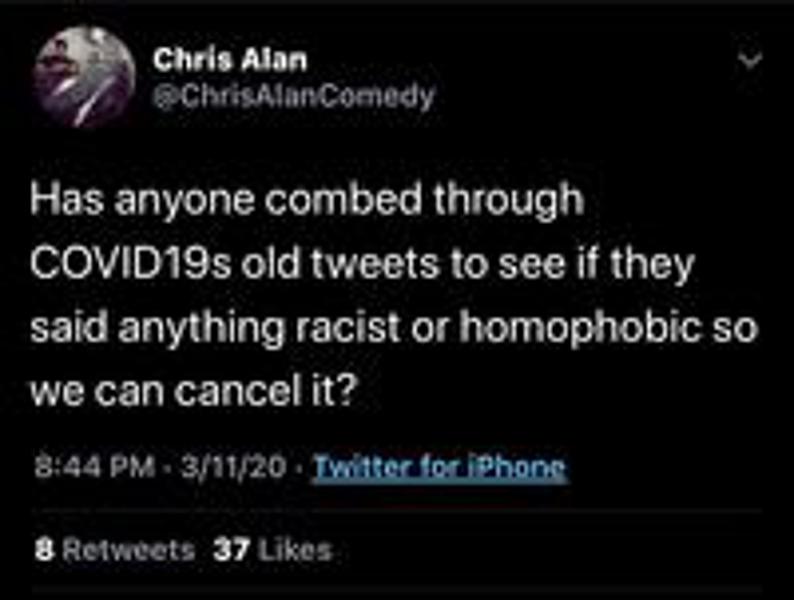 Chris Alan
@ChrisAlanComedy
Has anyone combed through
COVID19s old tweets to see if they
said anything racist or homophobic so
we can cancel it?
8:44 PM · 3/11/20 · Twitter for iPhone
8 Retweets 37 Likes